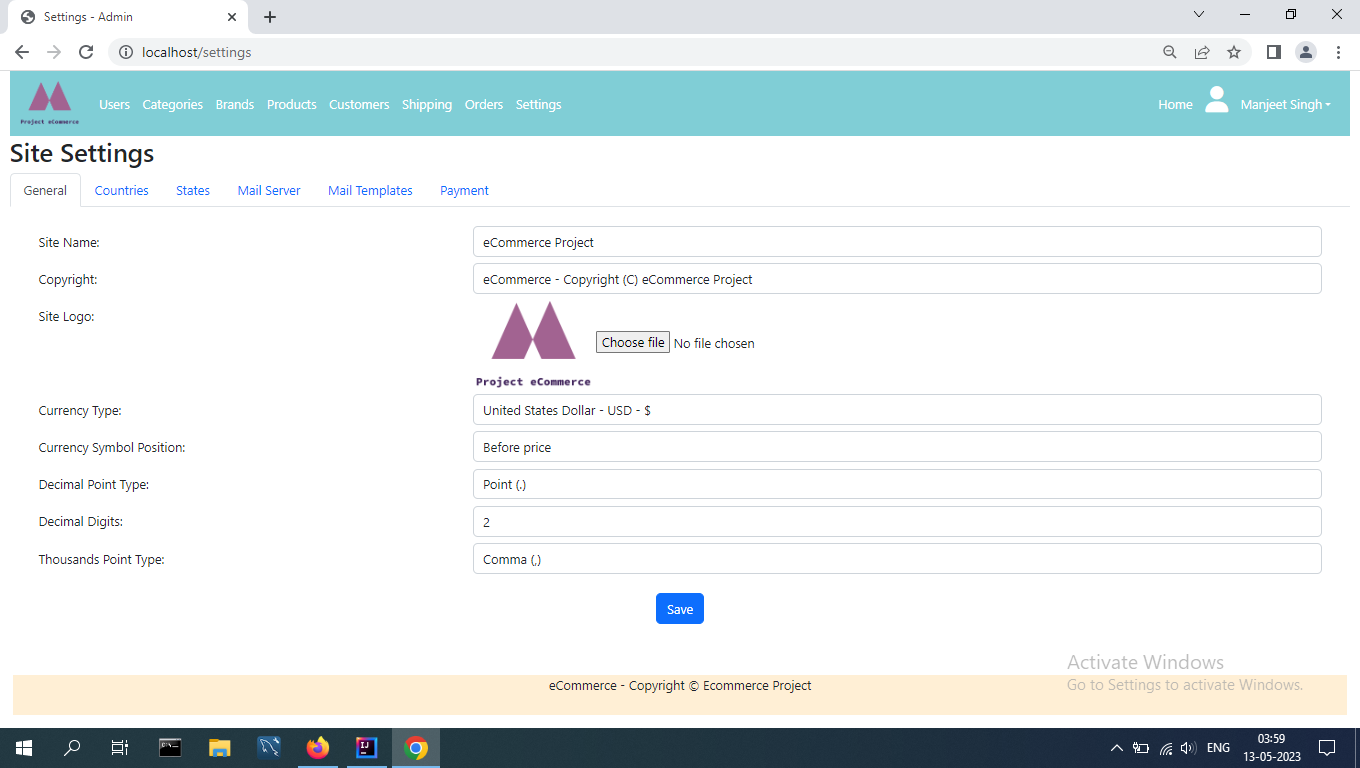 Settings - Admin
localhost/settings
Project eCommerce
Users Categories Brands Products Customers Shipping Orders Settings
Home Manjeet Singh
Site Settings
General Countries States Mail Server Mail Templates Payment
Site Name: eCommerce Project
Copyright: eCommerce - Copyright (C) eCommerce Project
Site Logo:
Choose file No file chosen
Project eCommerce
Currency Type: United States Dollar - USD - $
Currency Symbol Position: Before price
Decimal Point Type: Point (.)
Decimal Digits: 2
Thousands Point Type: Comma (,)
Save
Activate Windows
Go to Settings to activate Windows.
eCommerce - Copyright © Ecommerce Project
IJ
ENG
03:59
13-05-2023